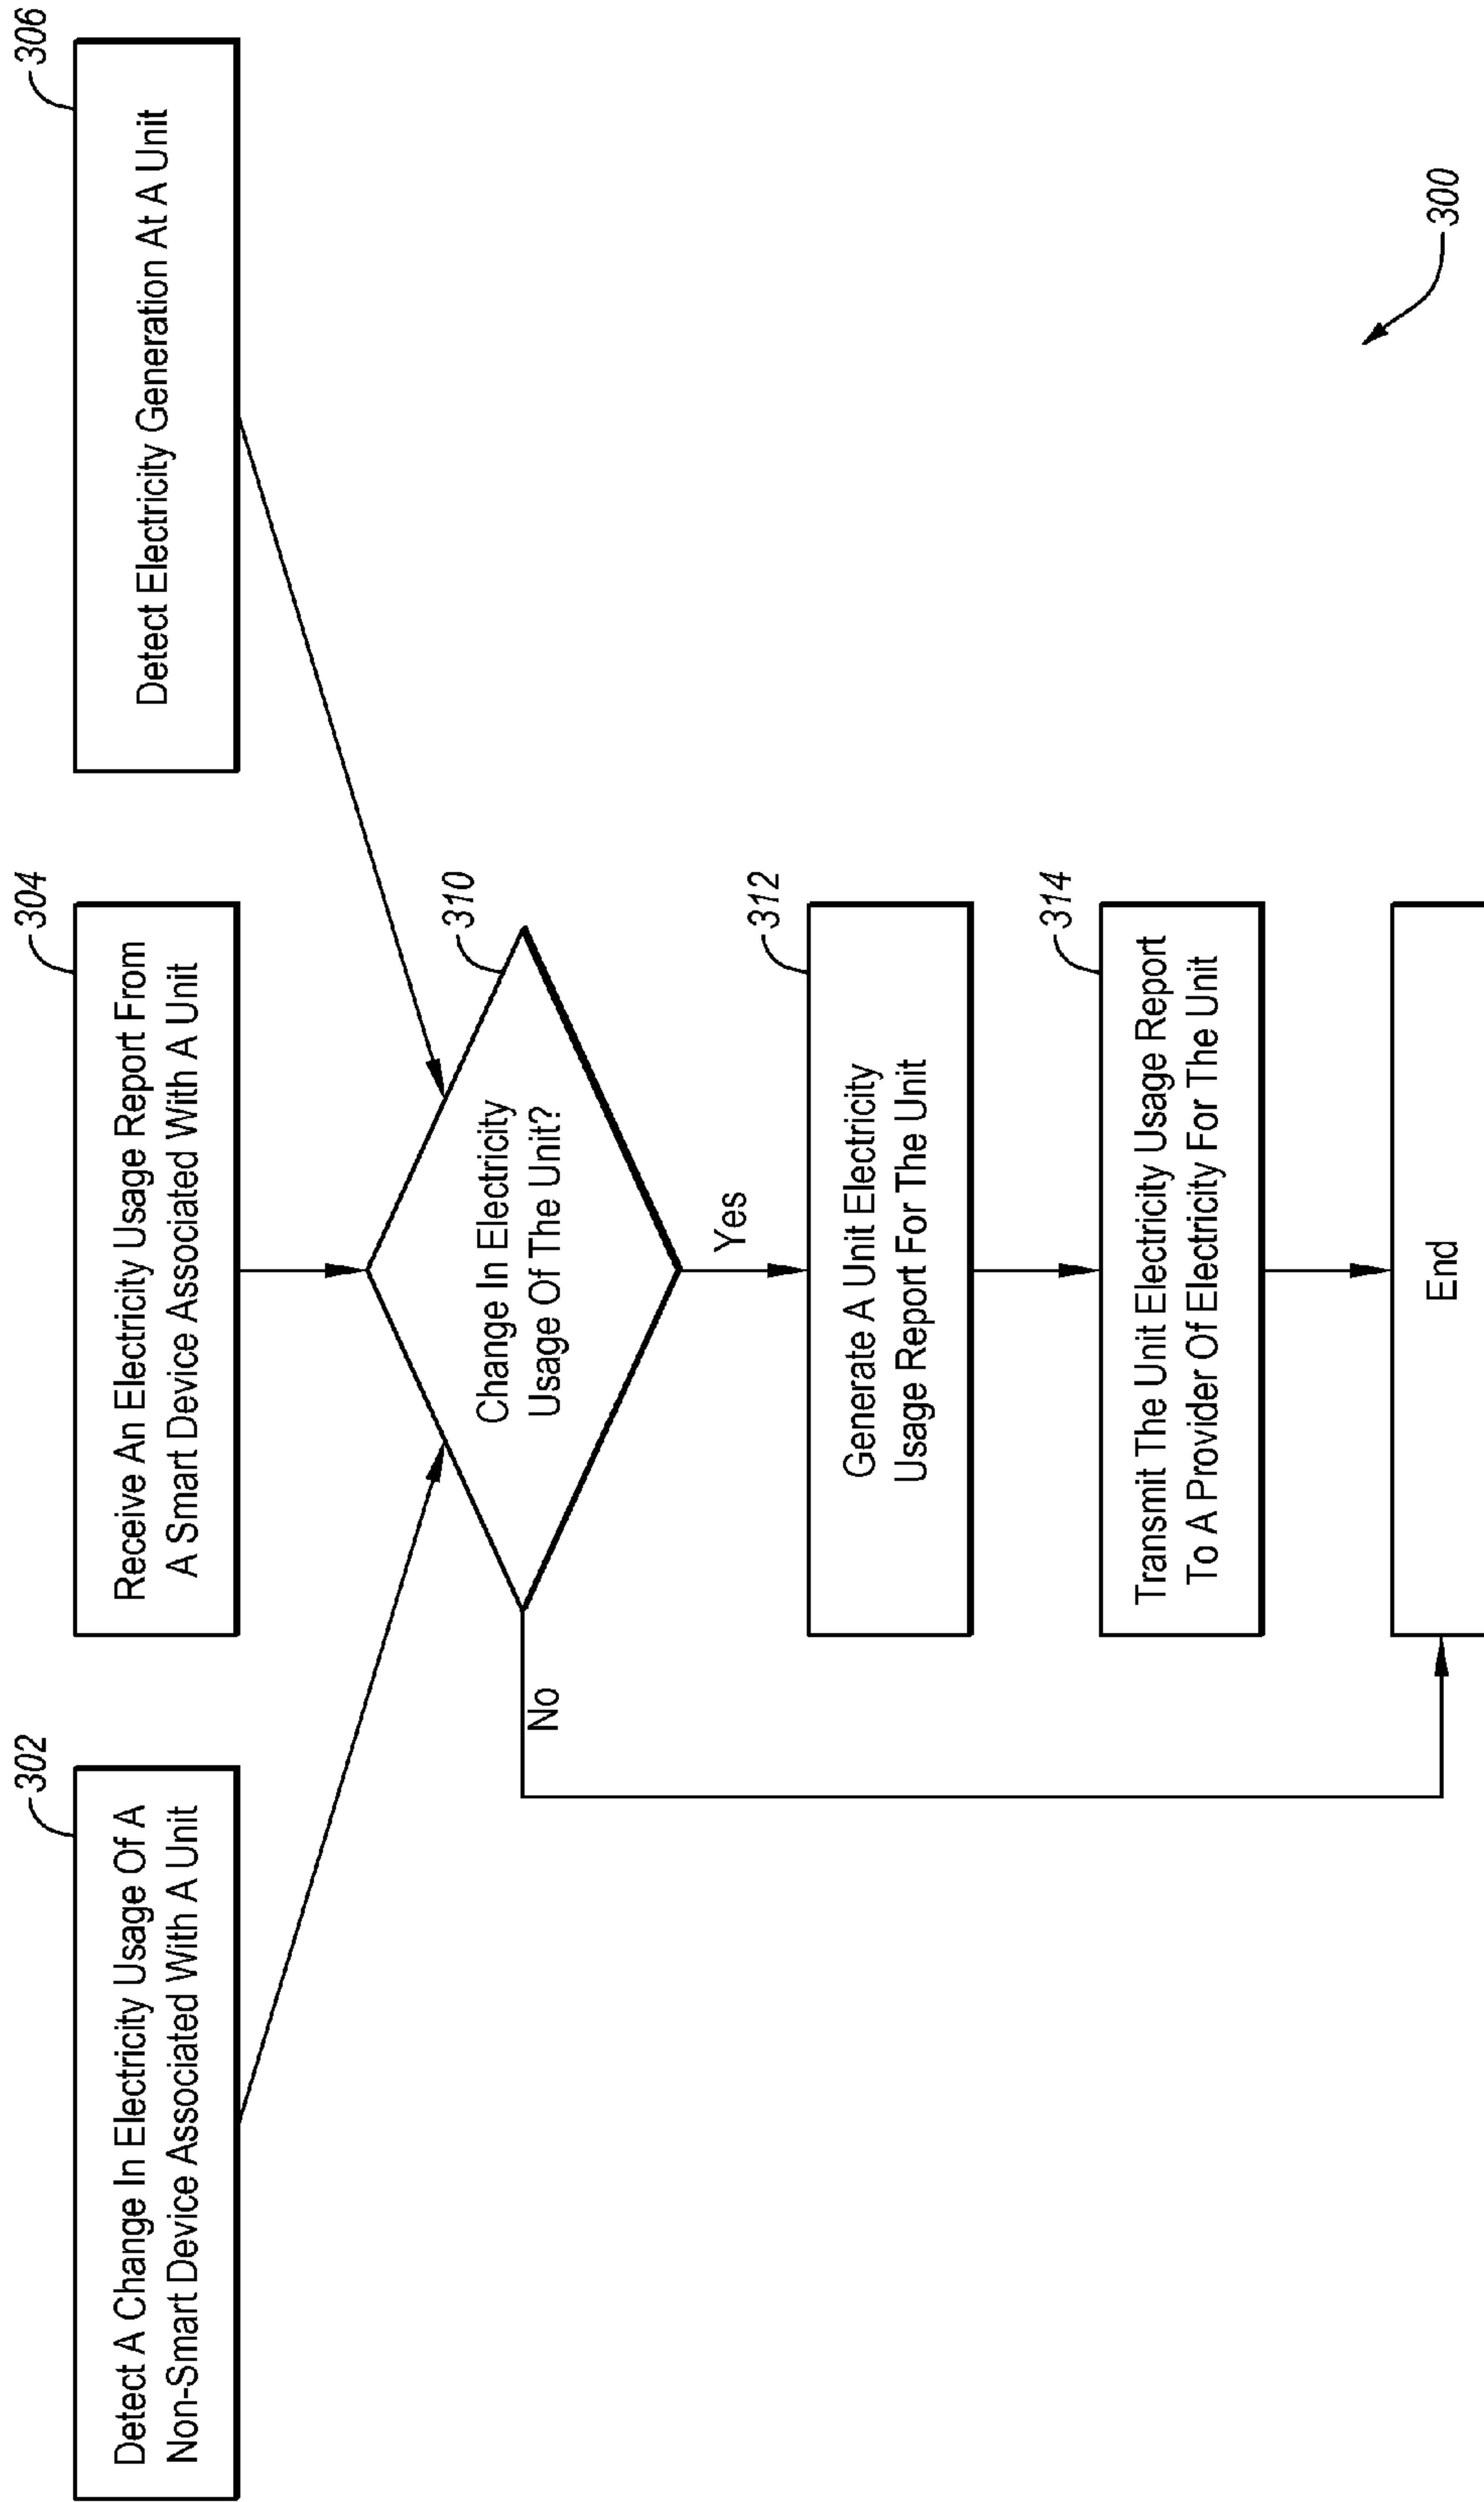 302
Detect A Change In Electricity Usage Of A
Non-Smart Device Associated With A Unit
304
Receive An Electricity Usage Report From
A Smart Device Associated With A Unit
306
Detect Electricity Generation At A Unit
310
Change In Electricity
Usage Of The Unit?
No
Yes
312
Generate A Unit Electricity
Usage Report For The Unit
314
Transmit The Unit Electricity Usage Report
To A Provider Of Electricity For The Unit
End
300